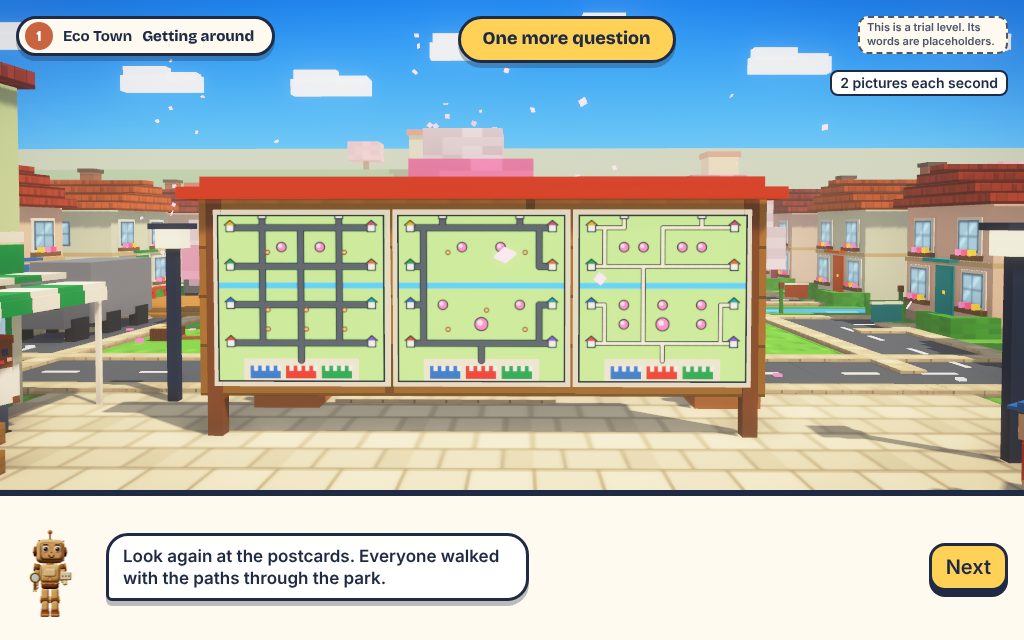 1 Eco Town Getting around
One more question
This is a trial level. Its
words are placeholders.
2 pictures each second
Look again at the postcards. Everyone walked
with the paths through the park.
Next